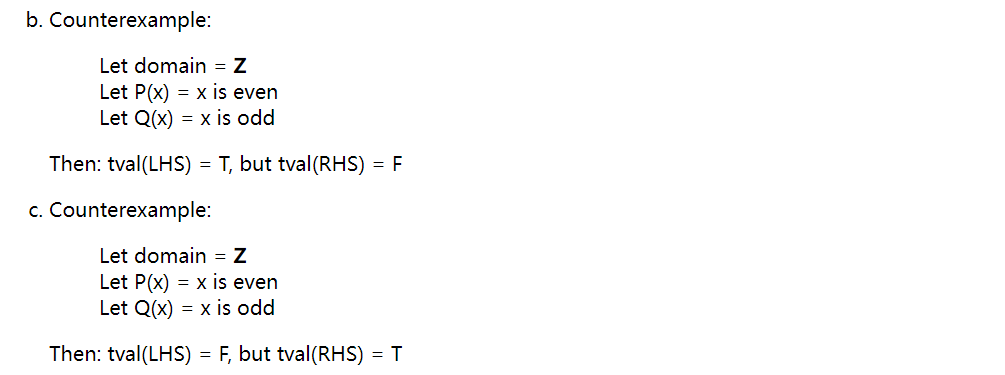 b. Counterexample:
Let domain = Z
Let P(x) = x is even
Let Q(x) = x is odd
Then: tval(LHS) = T, but tval(RHS) = F
c. Counterexample:
Let domain = Z
Let P(x) = x is even
Let Q(x) = x is odd
Then: tval(LHS) = F, but tval(RHS) = T